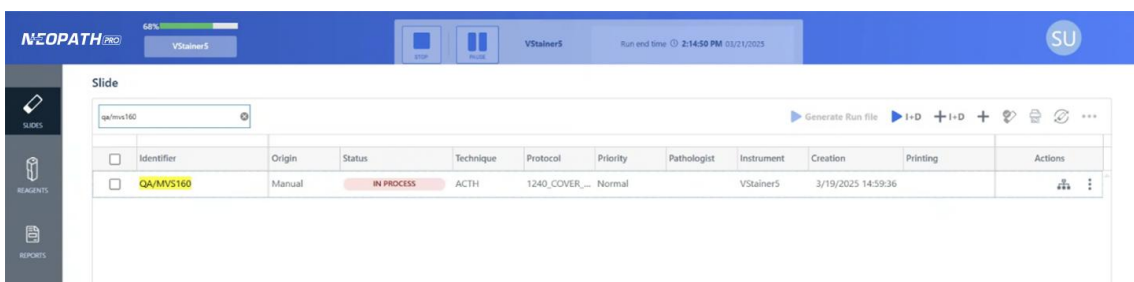 NEOPATH PRO
68%
VStainer5
STOP
PAUSE
VStainer5
Run end time 2:14:50 PM 03/21/2025
SU
SLIDES
REAGENTS
REPORTS
Slide
qa/mvs160
Generate Run file I+D I+D
Identifier Origin Status Technique Protocol Priority Pathologist Instrument Creation Printing Actions
QA/MVS160 Manual IN PROCESS ACTH 1240_COVER_... Normal VStainer5 3/19/2025 14:59:36